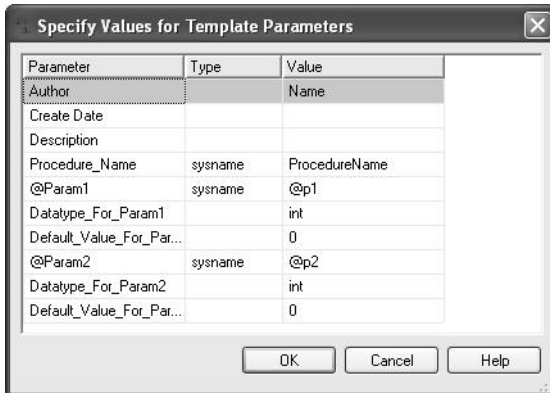 Specify Values for Template Parameters
Parameter Type Value
Author Name
Create Date
Description
Procedure_Name sysname ProcedureName
@Param1 sysname @p1
Datatype_For_Param1 int
Default_Value_For_Par... 0
@Param2 sysname @p2
Datatype_For_Param2 int
Default_Value_For_Par... 0
OK Cancel Help